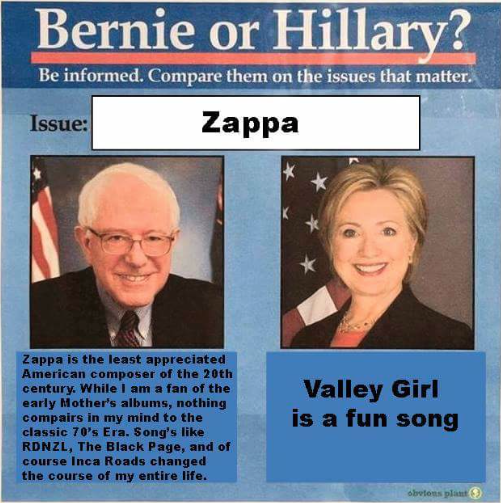 Bernie or Hillary?
Be informed. Compare them on the issues that matter.
Issue:
Zappa
Zappa is the least appreciated
American composer of the 20th
century. While I am a fan of the
early Mother's albums, nothing
compairs in my mind to the
classic 70's Era. Song's like
RDNZL, The Black Page, and of
course Inca Roads changed
the course of my entire life.
Valley Girl
is a fun song
obvious plant